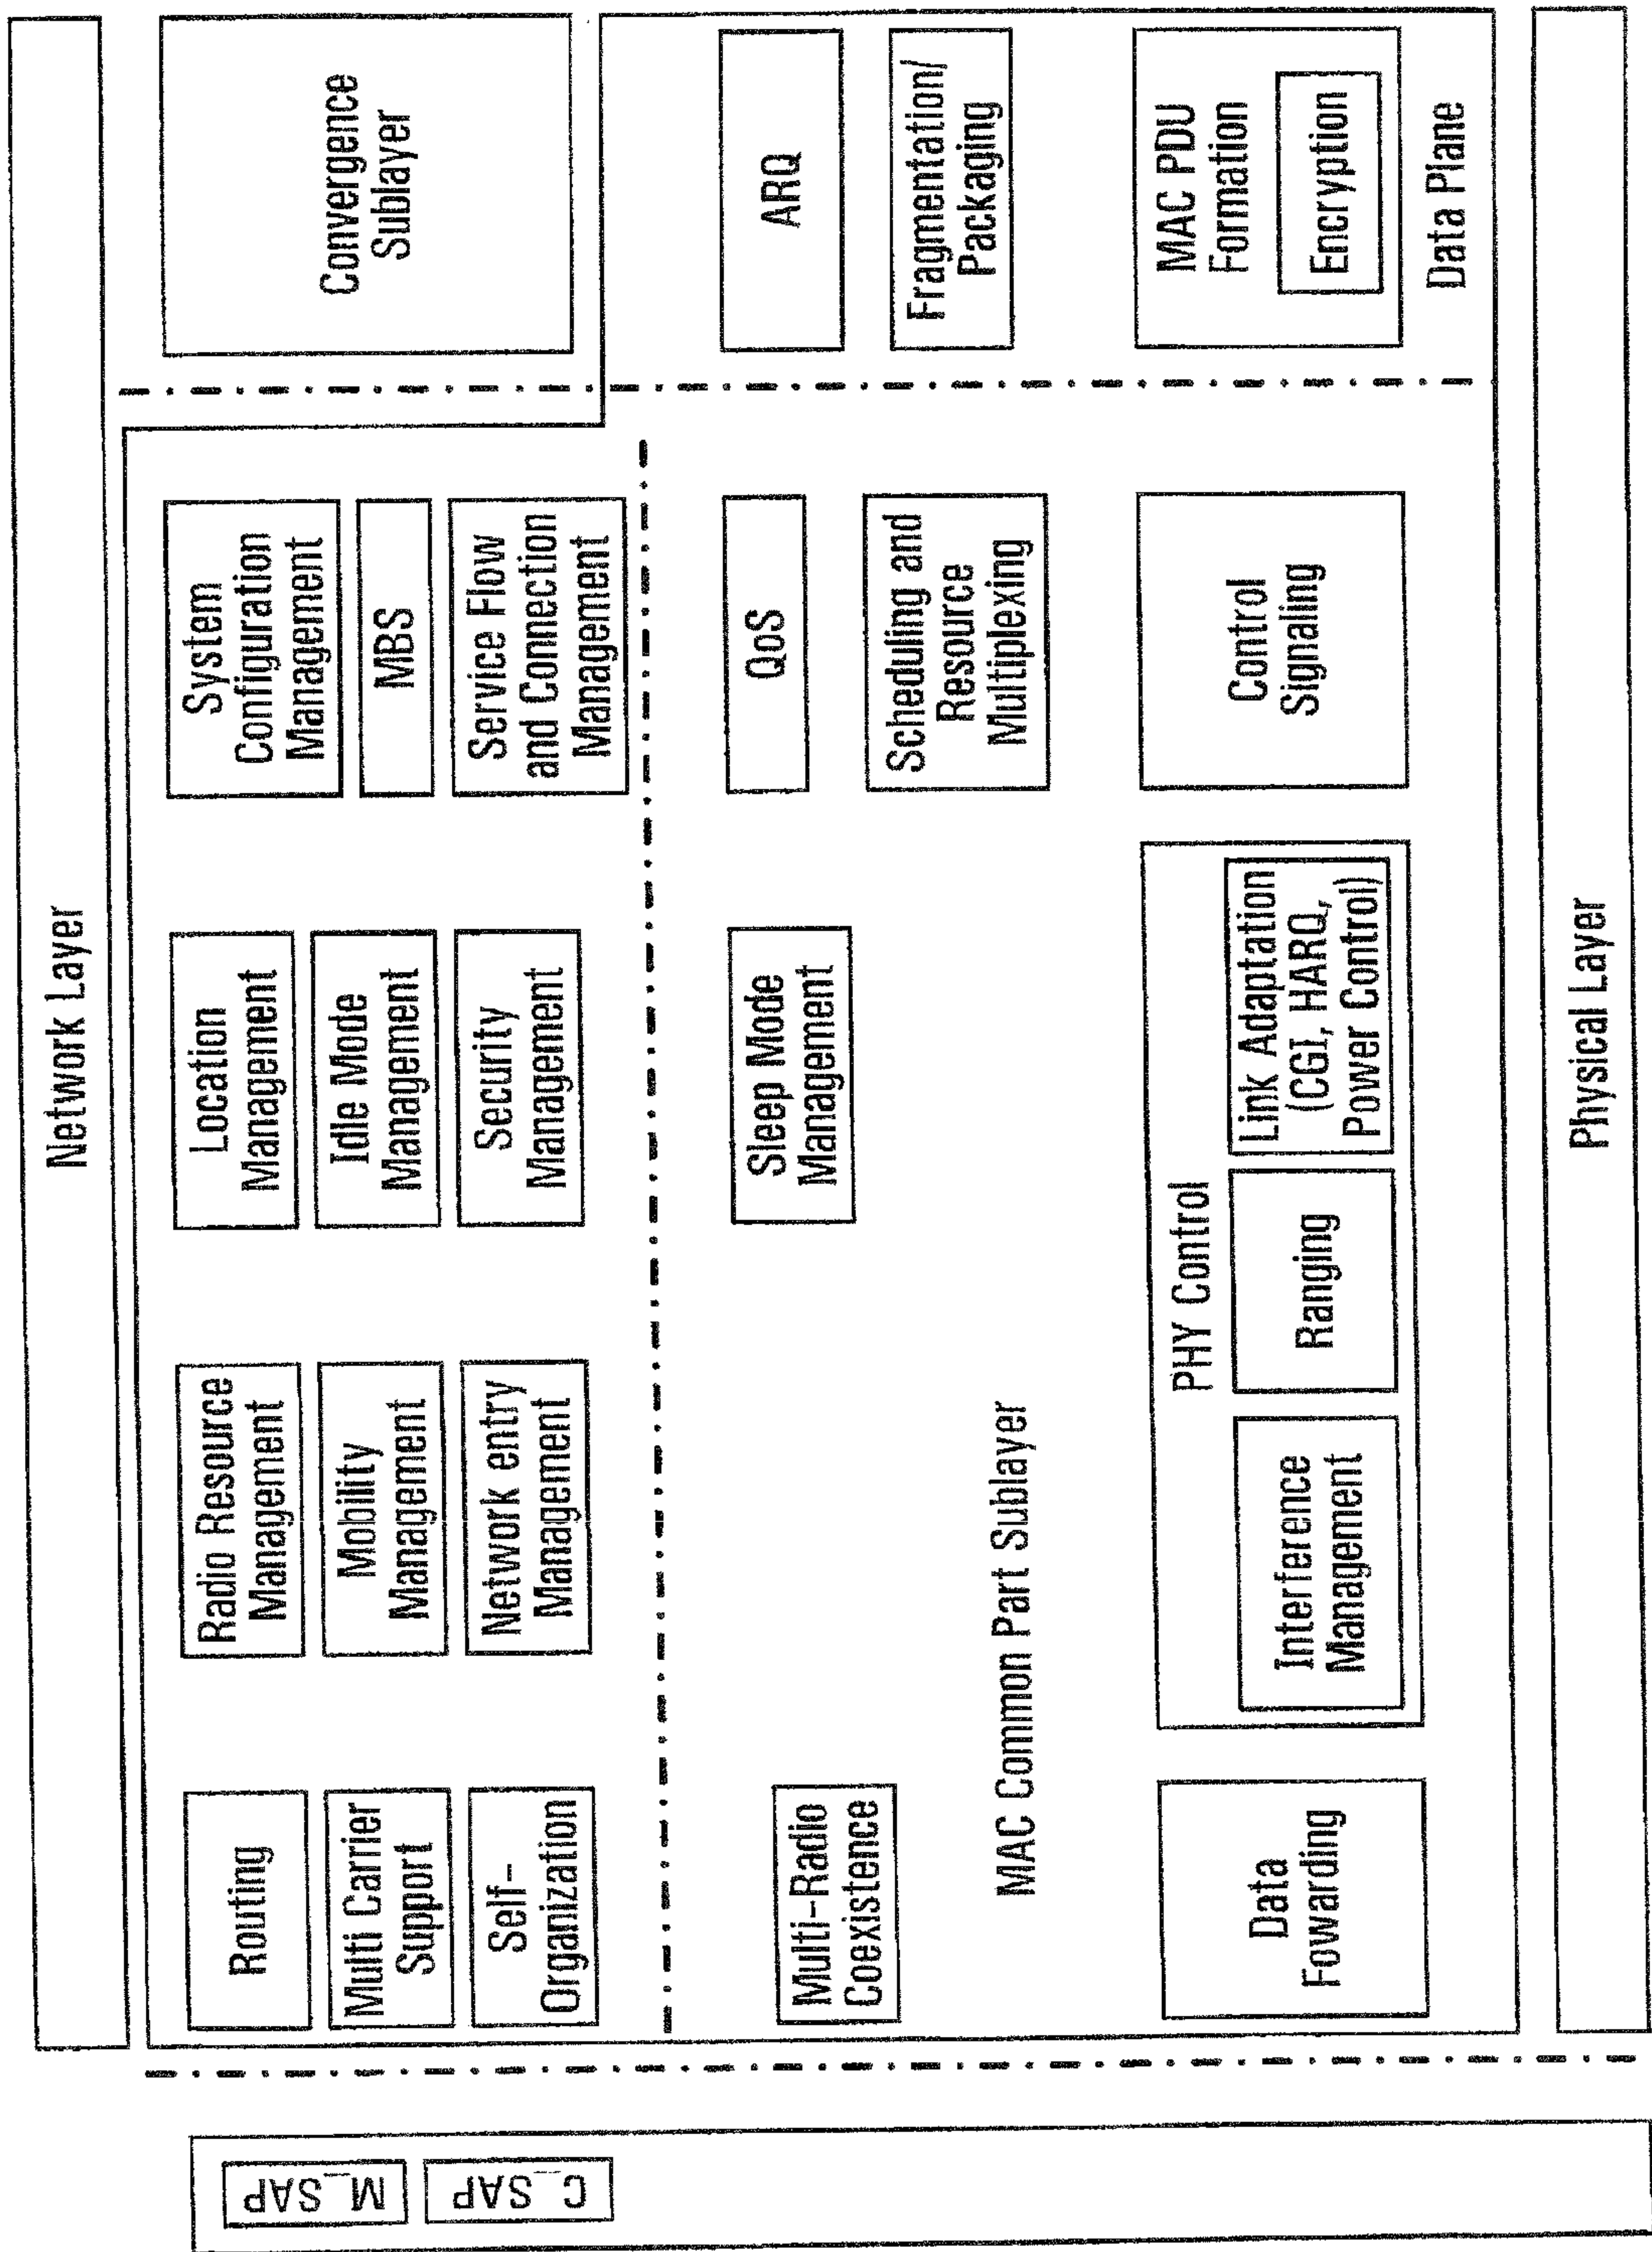 Network Layer
M_SAP
C_SAP
Routing
Multi Carrier
Support
Self-
Organization
Radio Resource
Management
Mobility
Management
Network entry
Management
Location
Management
Idle Mode
Management
Security
Management
System
Configuration
Management
MBS
Service Flow
and Connection
Management
Convergence
Sublayer
Multi-Radio
Coexistence
Sleep Mode
Management
QoS
Scheduling and
Resource
Multiplexing
ARQ
Fragmentation/
Packaging
MAC Common Part Sublayer
Data
Fowarding
PHY Control
Interference
Management
Ranging
Link Adaptation
(CGI, HARQ,
Power Control)
Control
Signaling
MAC PDU
Formation
Encryption
Data Plane
Physical Layer